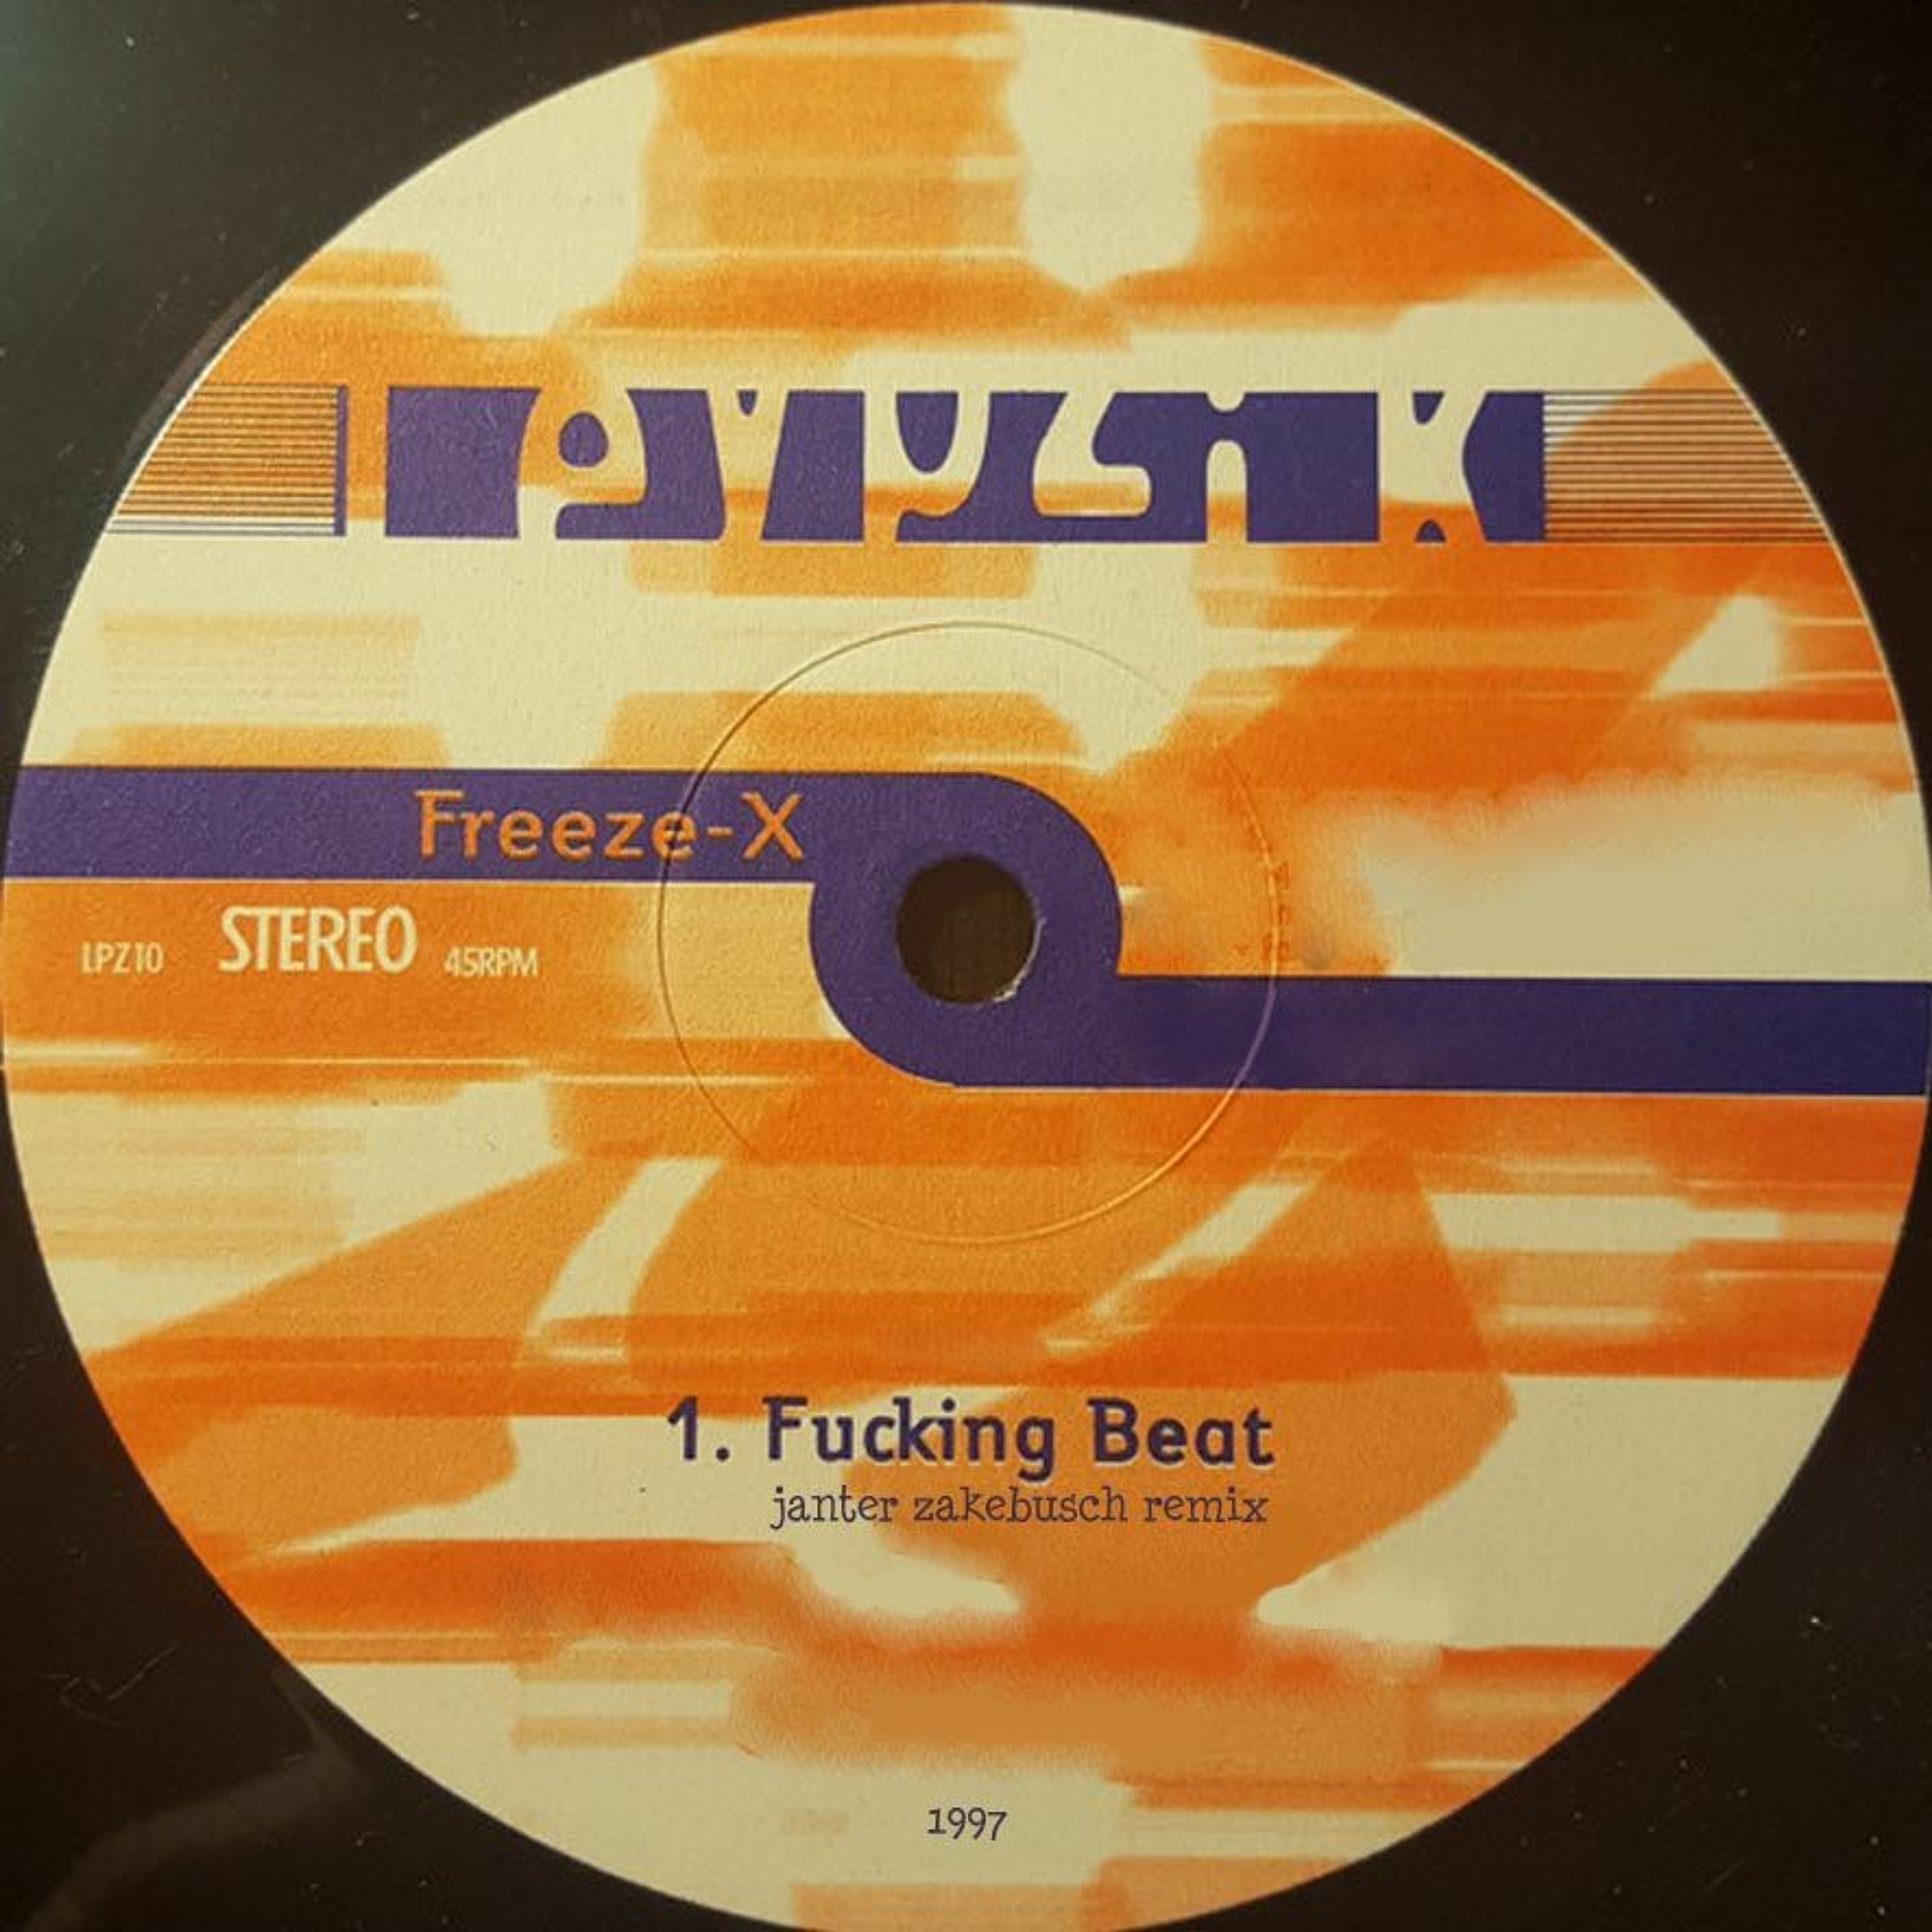 Freeze-X
LPZ10 STEREO 45RPM
1. Fucking Beat
janter zakebusch remix
1997